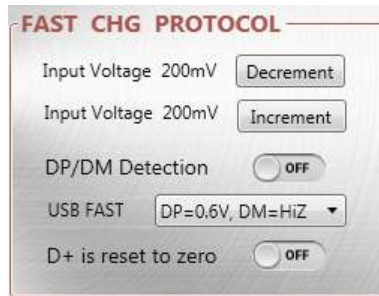 FAST CHG PROTOCOL
Input Voltage 200mV Decrement
Input Voltage 200mV Increment
DP/DM Detection OFF
USB FAST DP=0.6V, DM=HiZ
D+ is reset to zero OFF